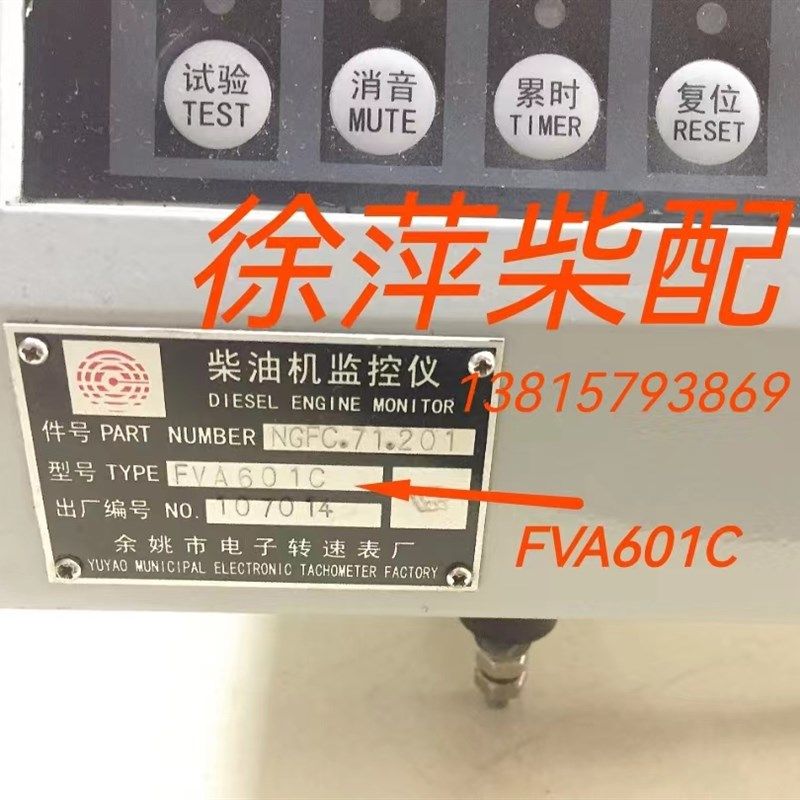 试验
TEST
消音
MUTE
累时
TIMER
复位
RESET
徐萍柴配
13815793869
柴油机监控仪
DIESEL ENGINE MONITOR
件号 PART NUMBER NGFC.71.201
型号 TYPE FVA601C
出厂编号 NO. 107014
FVA601C
余姚市电子转速表厂
YUYAO MUNICIPAL ELECTRONIC TACHOMETER FACTORY